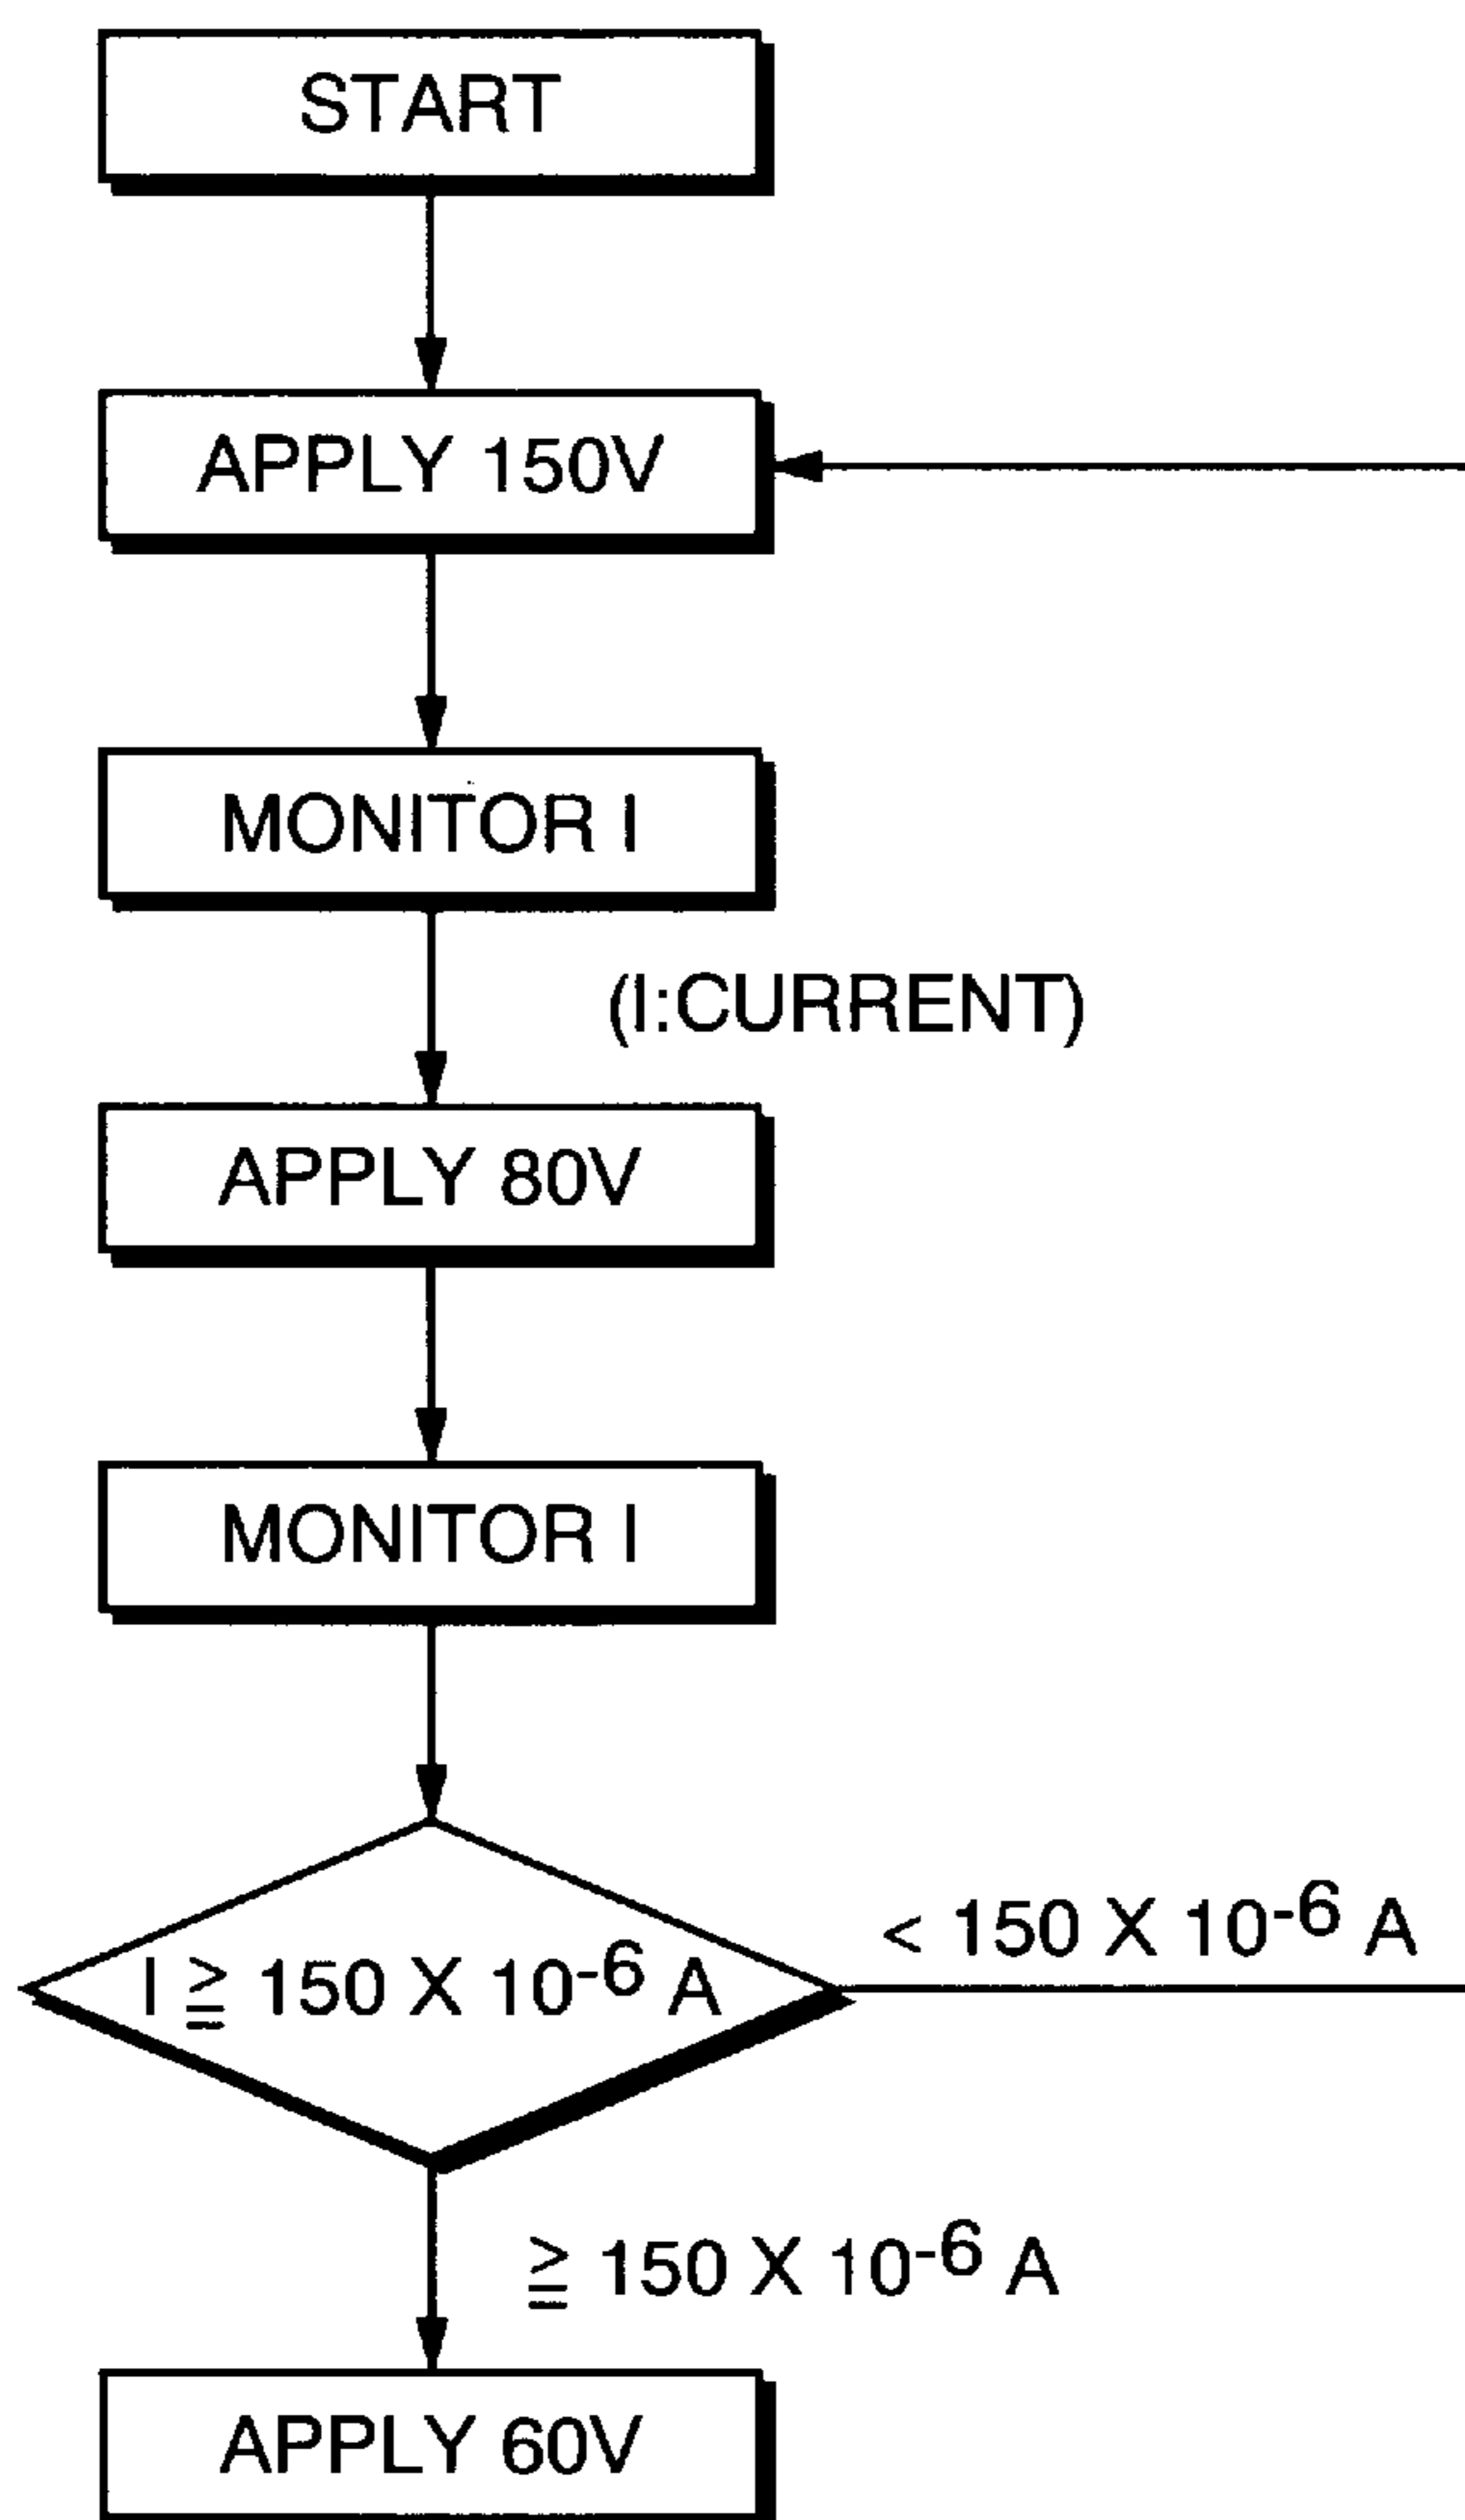 START
APPLY 150V
MONITOR I
(I:CURRENT)
APPLY 80V
MONITOR I
< 150 X 10⁻⁶ A
I ≧ 150 X 10⁻⁶ A
≧ 150 X 10⁻⁶ A
APPLY 60V